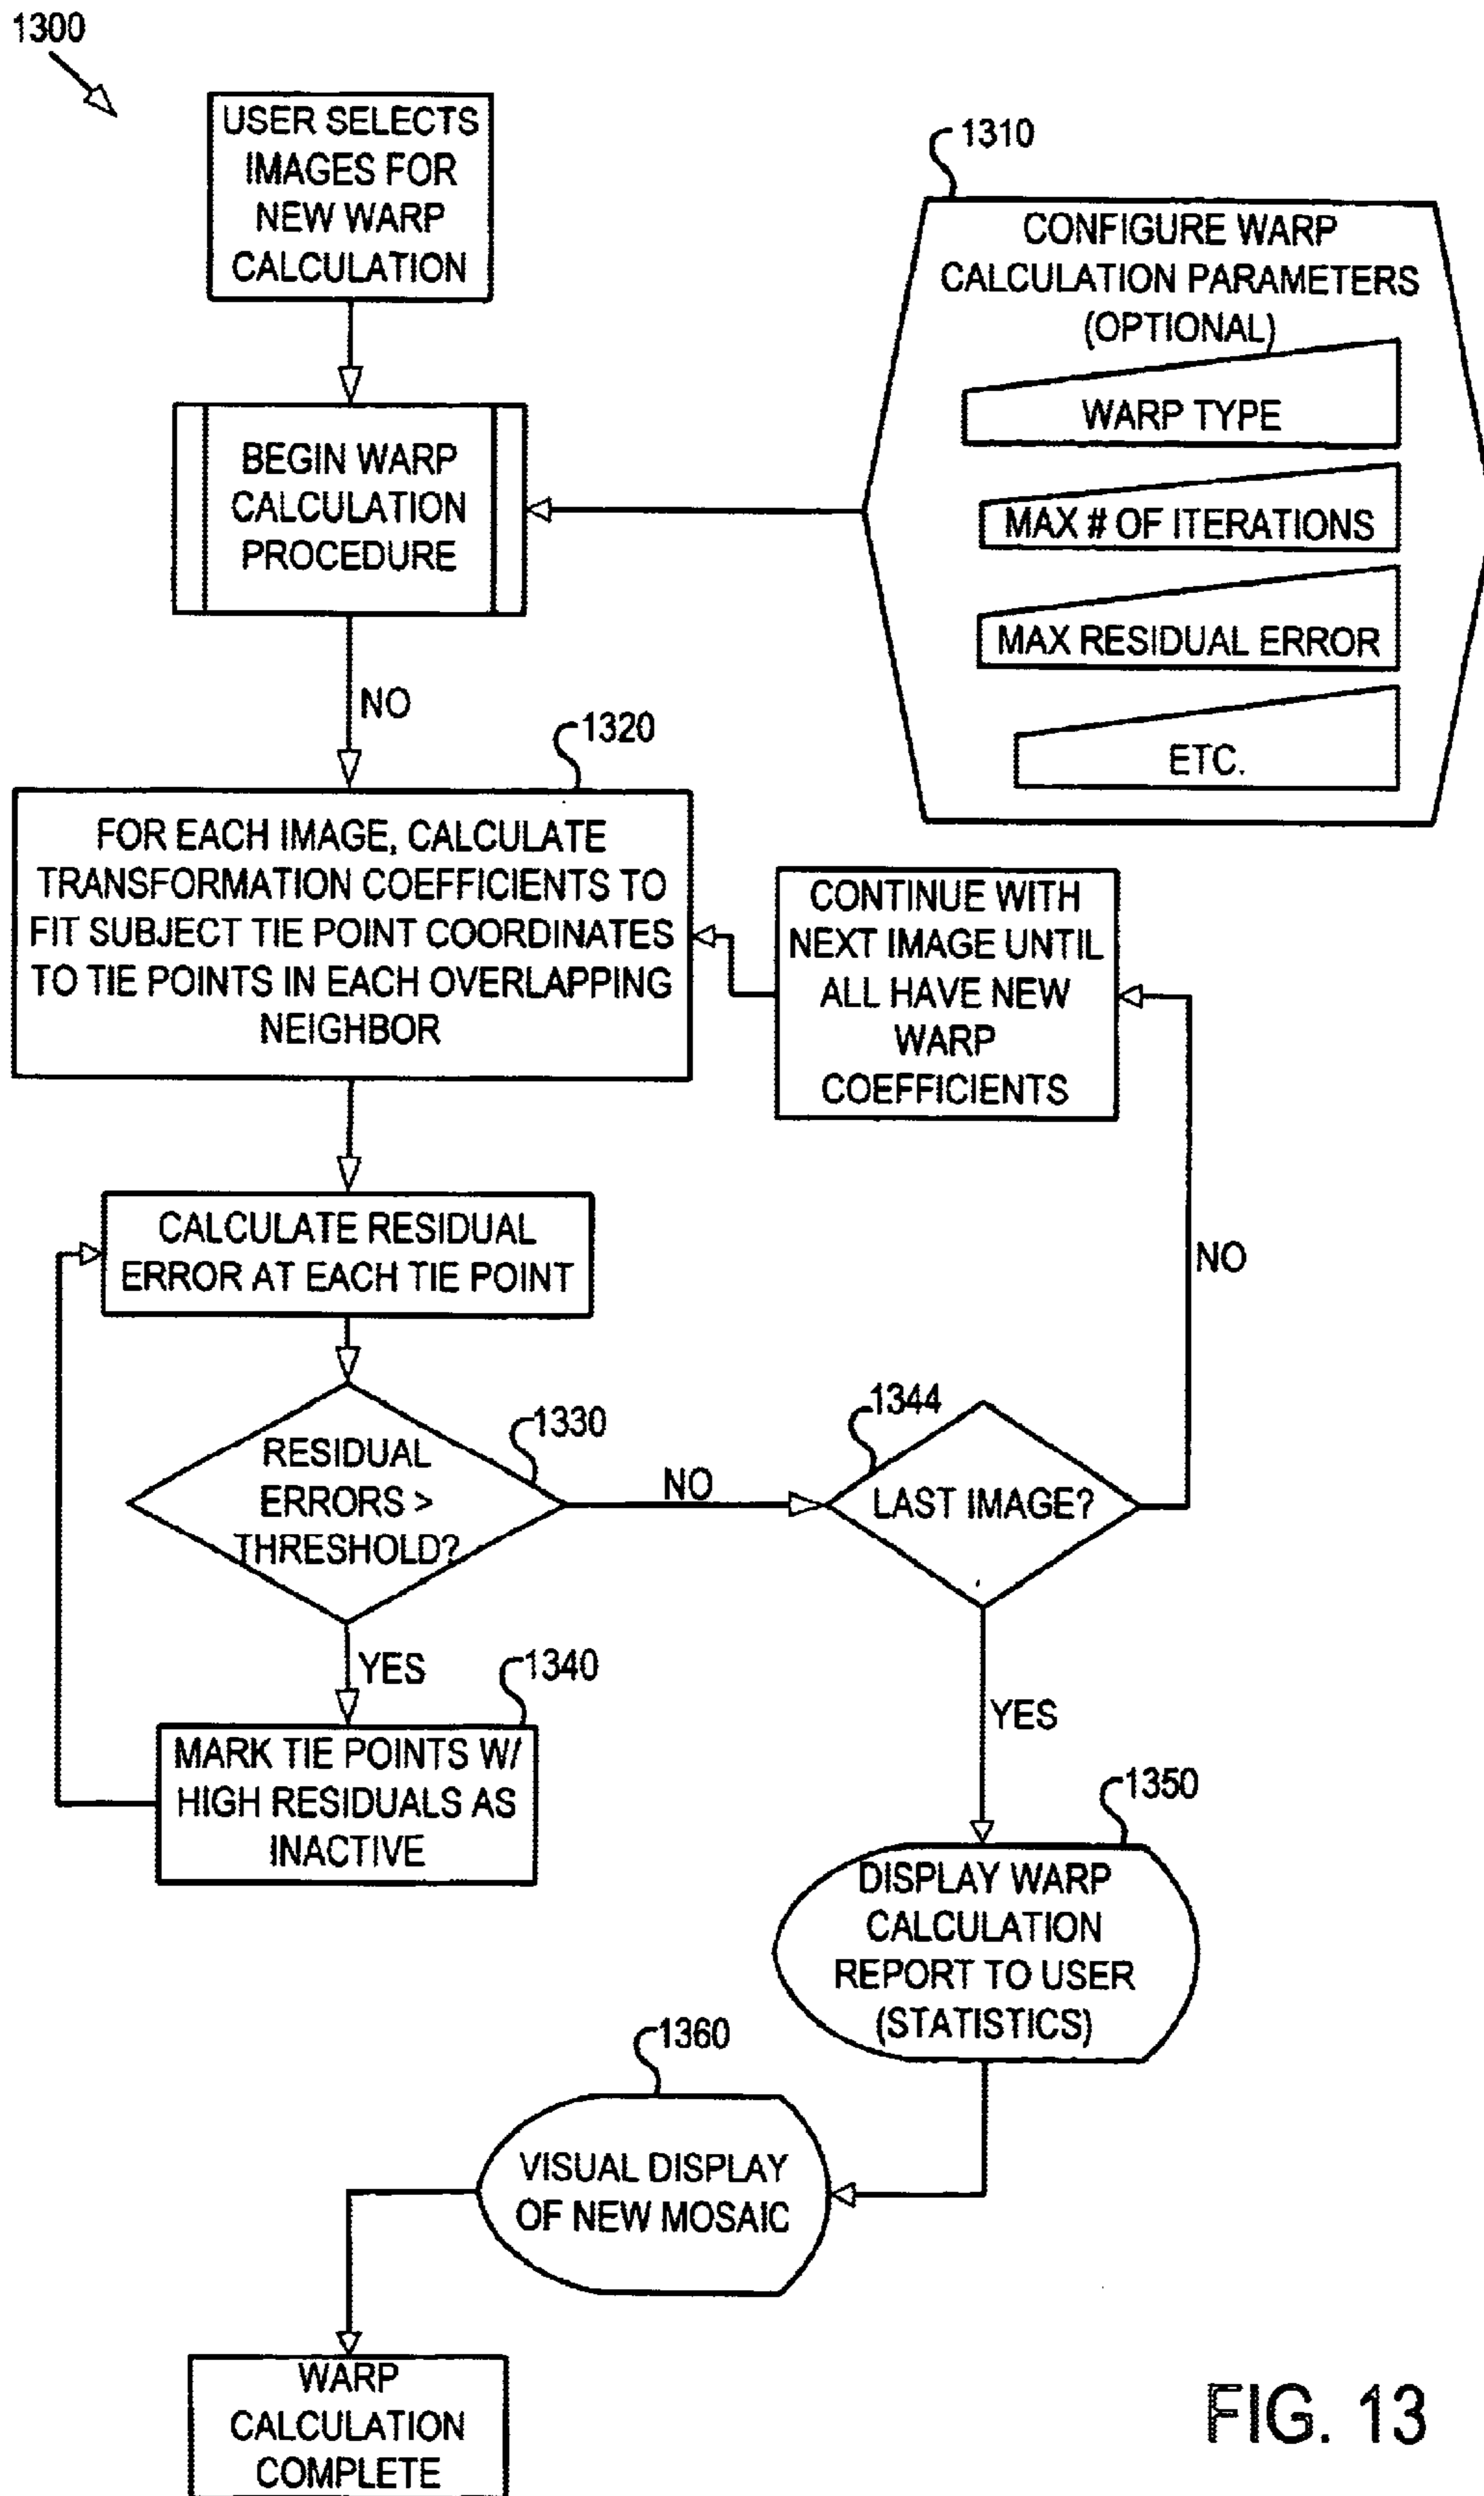 1300
USER SELECTS
IMAGES FOR
NEW WARP
CALCULATION
1310
CONFIGURE WARP
CALCULATION PARAMETERS
(OPTIONAL)
WARP TYPE
MAX # OF ITERATIONS
MAX RESIDUAL ERROR
ETC.
BEGIN WARP
CALCULATION
PROCEDURE
NO
1320
FOR EACH IMAGE, CALCULATE
TRANSFORMATION COEFFICIENTS TO
FIT SUBJECT TIE POINT COORDINATES
TO TIE POINTS IN EACH OVERLAPPING
NEIGHBOR
CONTINUE WITH
NEXT IMAGE UNTIL
ALL HAVE NEW
WARP
COEFFICIENTS
CALCULATE RESIDUAL
ERROR AT EACH TIE POINT
NO
1330
RESIDUAL
ERRORS >
THRESHOLD?
NO
1344
LAST IMAGE?
YES
1340
MARK TIE POINTS W/
HIGH RESIDUALS AS
INACTIVE
YES
1350
DISPLAY WARP
CALCULATION
REPORT TO USER
(STATISTICS)
1360
VISUAL DISPLAY
OF NEW MOSAIC
WARP
CALCULATION
COMPLETE
FIG. 13